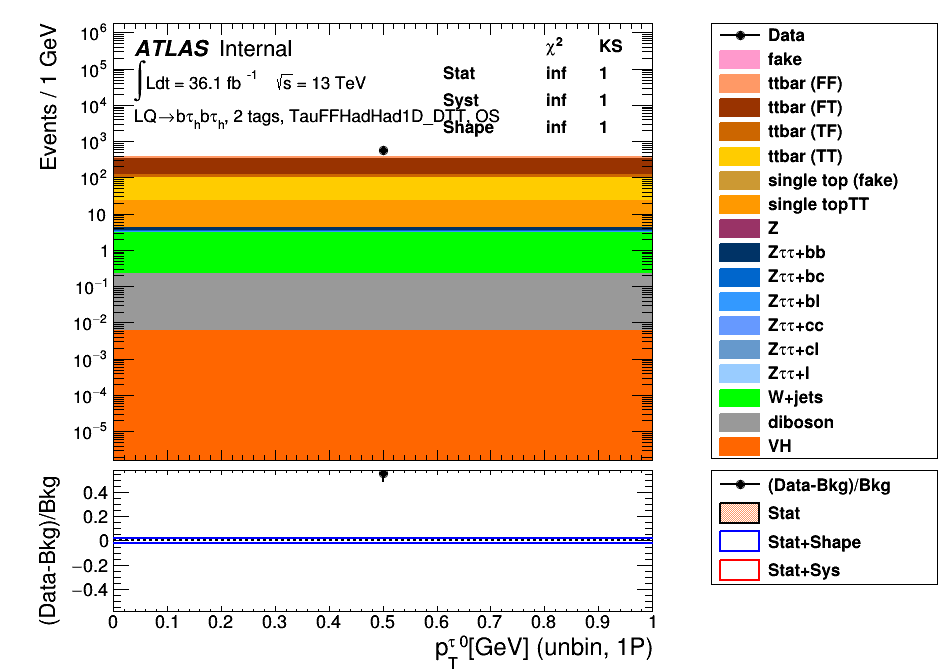 ATLAS Internal
∫Ldt = 36.1 fb⁻¹ √s = 13 TeV
LQ→bτₕbτₕ, 2 tags, TauFFHadHad1D_DTT, OS
χ² KS
Stat inf 1
Syst inf 1
Shape inf 1
Events / 1 GeV
10⁶
10⁵
10⁴
10³
10²
10
1
10⁻¹
10⁻²
10⁻³
10⁻⁴
10⁻⁵
Data
fake
ttbar (FF)
ttbar (FT)
ttbar (TF)
ttbar (TT)
single top (fake)
single topTT
Z
Zττ+bb
Zττ+bc
Zττ+bl
Zττ+cc
Zττ+cl
Zττ+l
W+jets
diboson
VH
(Data-Bkg)/Bkg
0.4
0.2
0
−0.2
−0.4
0 0.1 0.2 0.3 0.4 0.5 0.6 0.7 0.8 0.9 1
p_T^τ 0[GeV] (unbin, 1P)
(Data-Bkg)/Bkg
Stat
Stat+Shape
Stat+Sys